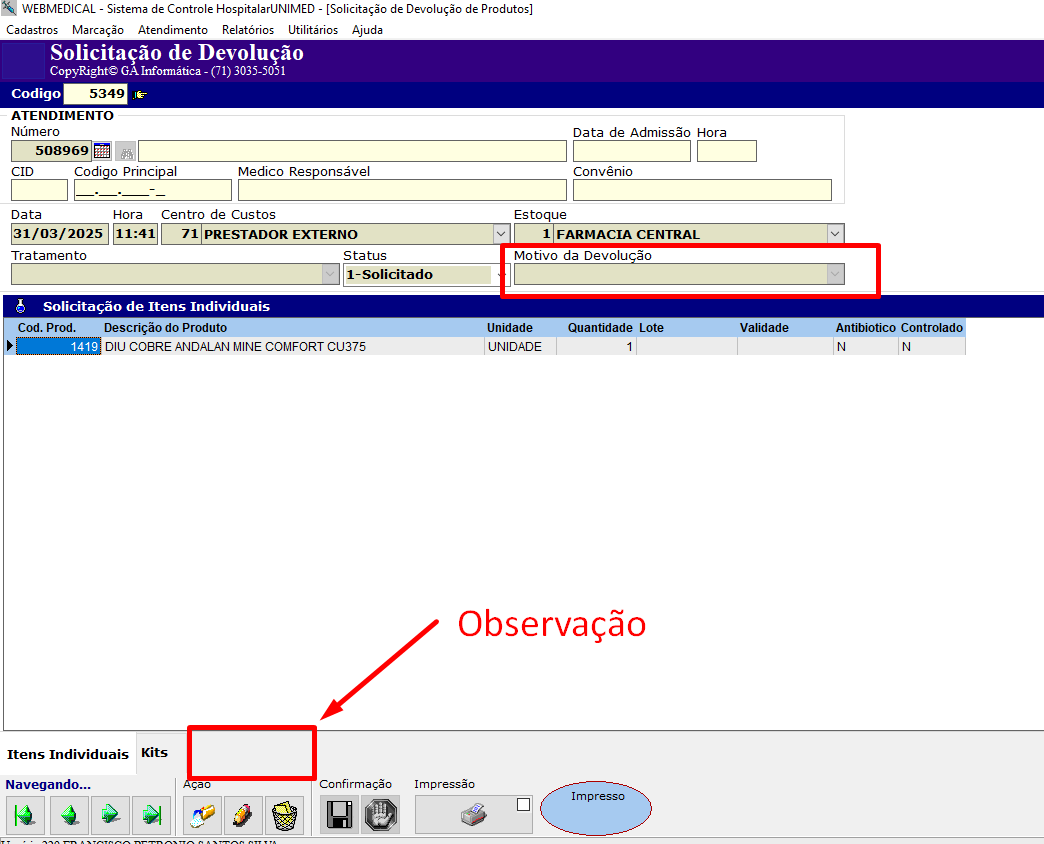 WEBMEDICAL - Sistema de Controle HospitalarUNIMED - [Solicitação de Devolução de Produtos]
Cadastros Marcação Atendimento Relatórios Utilitários Ajuda
Solicitação de Devolução
CopyRight© GA Informática - (71) 3035-5051
Codigo 5349
ATENDIMENTO
Número Data de Admissão Hora
508969
CID Codigo Principal Medico Responsável Convênio
__.__.___-_
Data Hora Centro de Custos Estoque
31/03/2025 11:41 71 PRESTADOR EXTERNO 1 FARMACIA CENTRAL
Tratamento Status Motivo da Devolução
1-Solicitado
Solicitação de Itens Individuais
Cod. Prod. Descrição do Produto Unidade Quantidade Lote Validade Antibiotico Controlado
1419 DIU COBRE ANDALAN MINE COMFORT CU375 UNIDADE 1 N N
Observação
Itens Individuais Kits
Navegando... Ação Confirmação Impressão
Impresso
220 FRANCISCO PETRONIO SANTOS SILVA